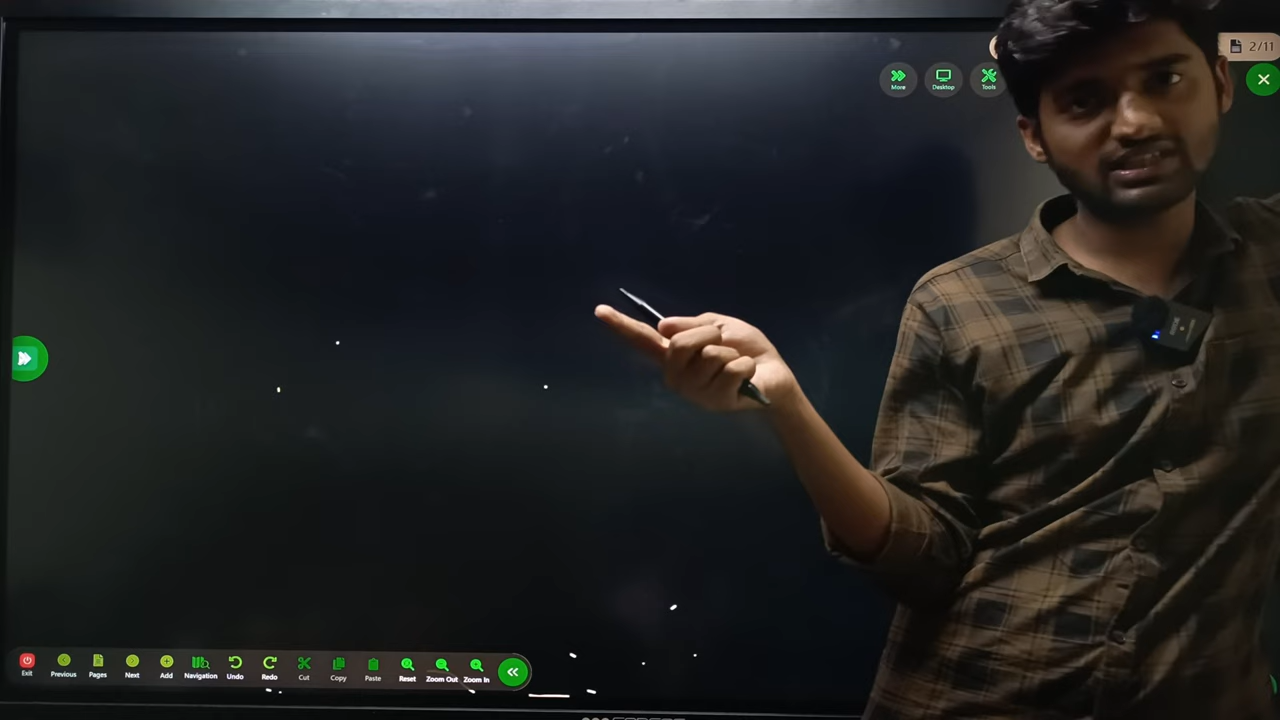 2/11
More Desktop Tools
Exit Previous Pages Next Add Navigation Undo Redo Cut Copy Paste Reset Zoom Out Zoom In